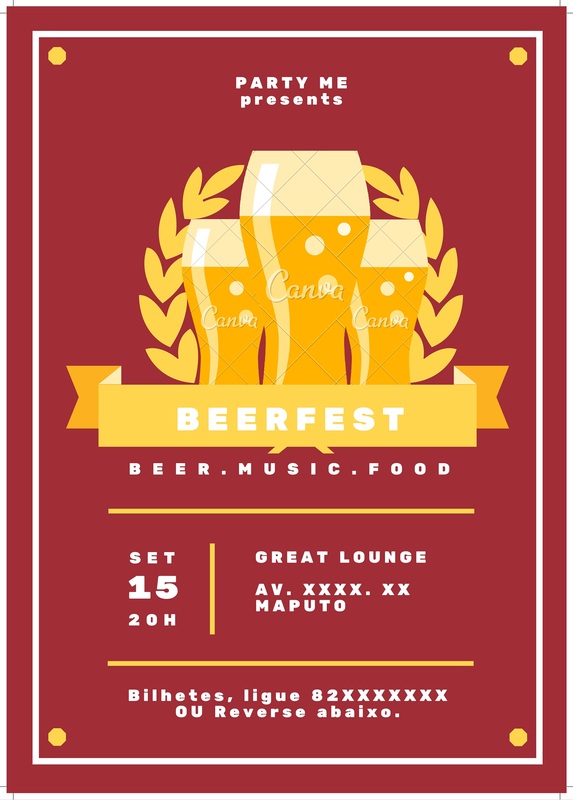 PARTY ME
presents
Canva
Canva
Canva
BEERFEST
BEER.MUSIC.FOOD
SET
15
20H
GREAT LOUNGE
AV. XXXX. XX
MAPUTO
Bilhetes, ligue 82XXXXXXX
OU Reverse abaixo.